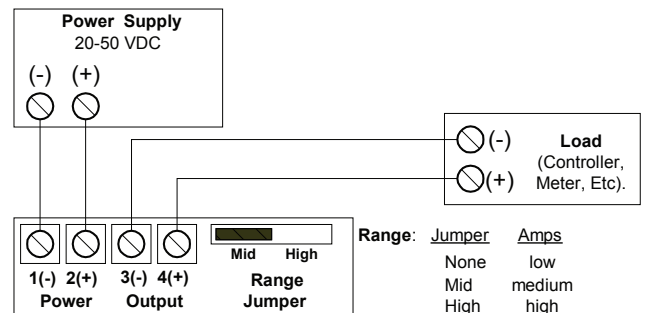 Power Supply
20-50 VDC
(-) (+)
(-) Load
(Controller,
(+) Meter, Etc).
Mid High
1(-) 2(+) 3(-) 4(+)
Power Output
Range
Jumper
Range: Jumper Amps
None low
Mid medium
High high